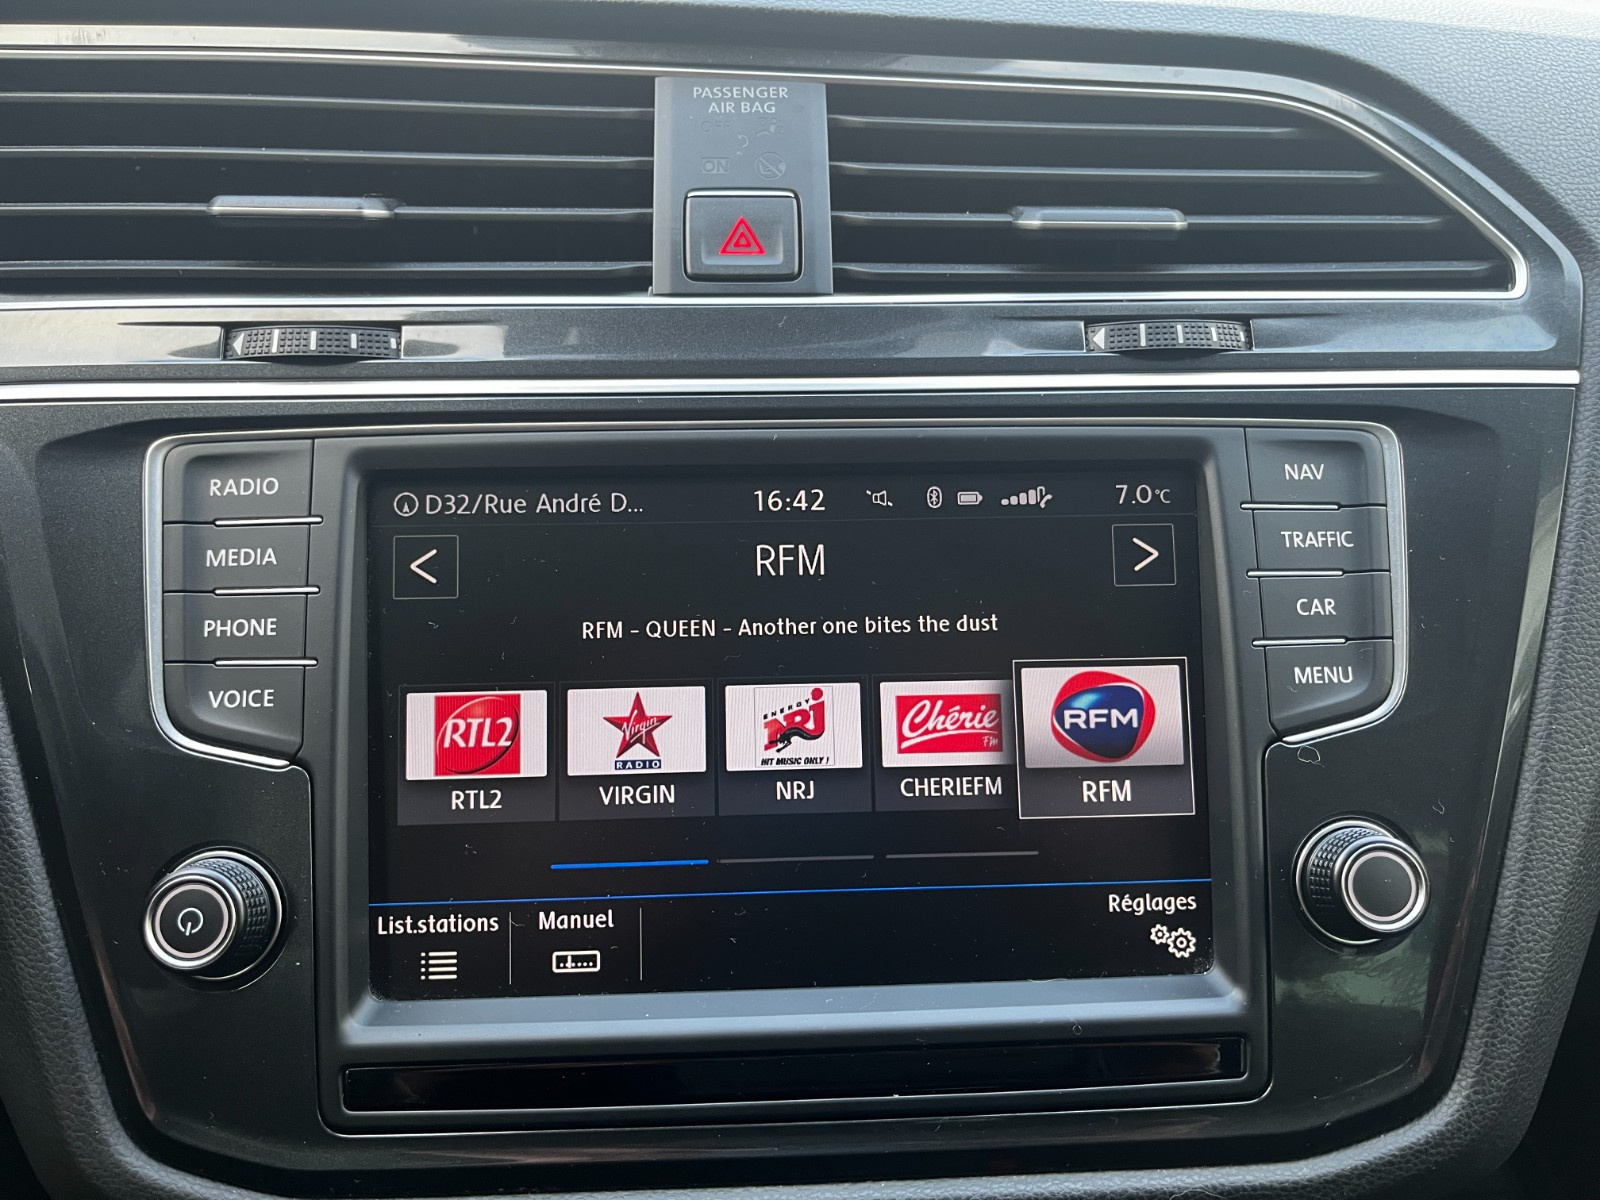 PASSENGER
AIR BAG
OFF
ON
RADIO
MEDIA
PHONE
VOICE
NAV
TRAFFIC
CAR
MENU
D32/Rue André D...
16:42
7.0°C
<
RFM
>
RFM - QUEEN - Another one bites the dust
RTL2
Virgin
RADIO
ENERGY
NRJ
HIT MUSIC ONLY !
Chérie
FM
RFM
RTL2
VIRGIN
NRJ
CHERIEFM
RFM
List.stations
Manuel
Réglages